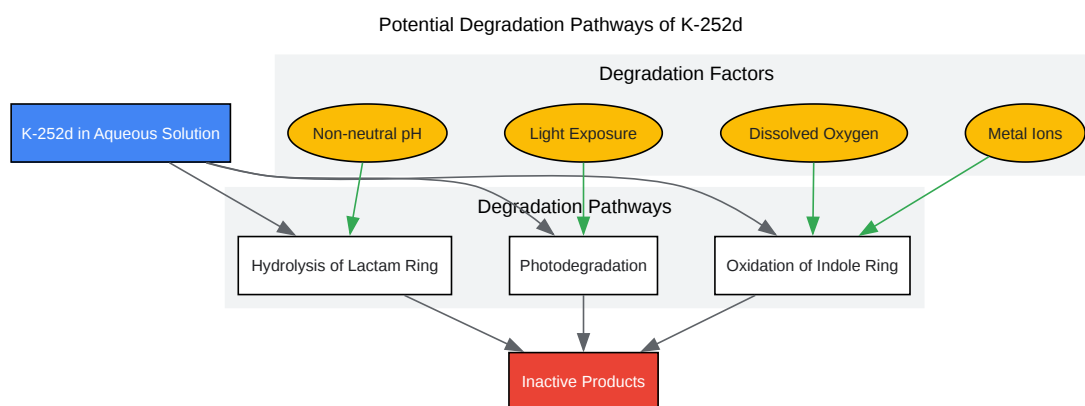 Potential Degradation Pathways of K-252d
Degradation Factors
K-252d in Aqueous Solution
Non-neutral pH
Light Exposure
Dissolved Oxygen
Metal Ions
Degradation Pathways
Hydrolysis of Lactam Ring
Photodegradation
Oxidation of Indole Ring
Inactive Products